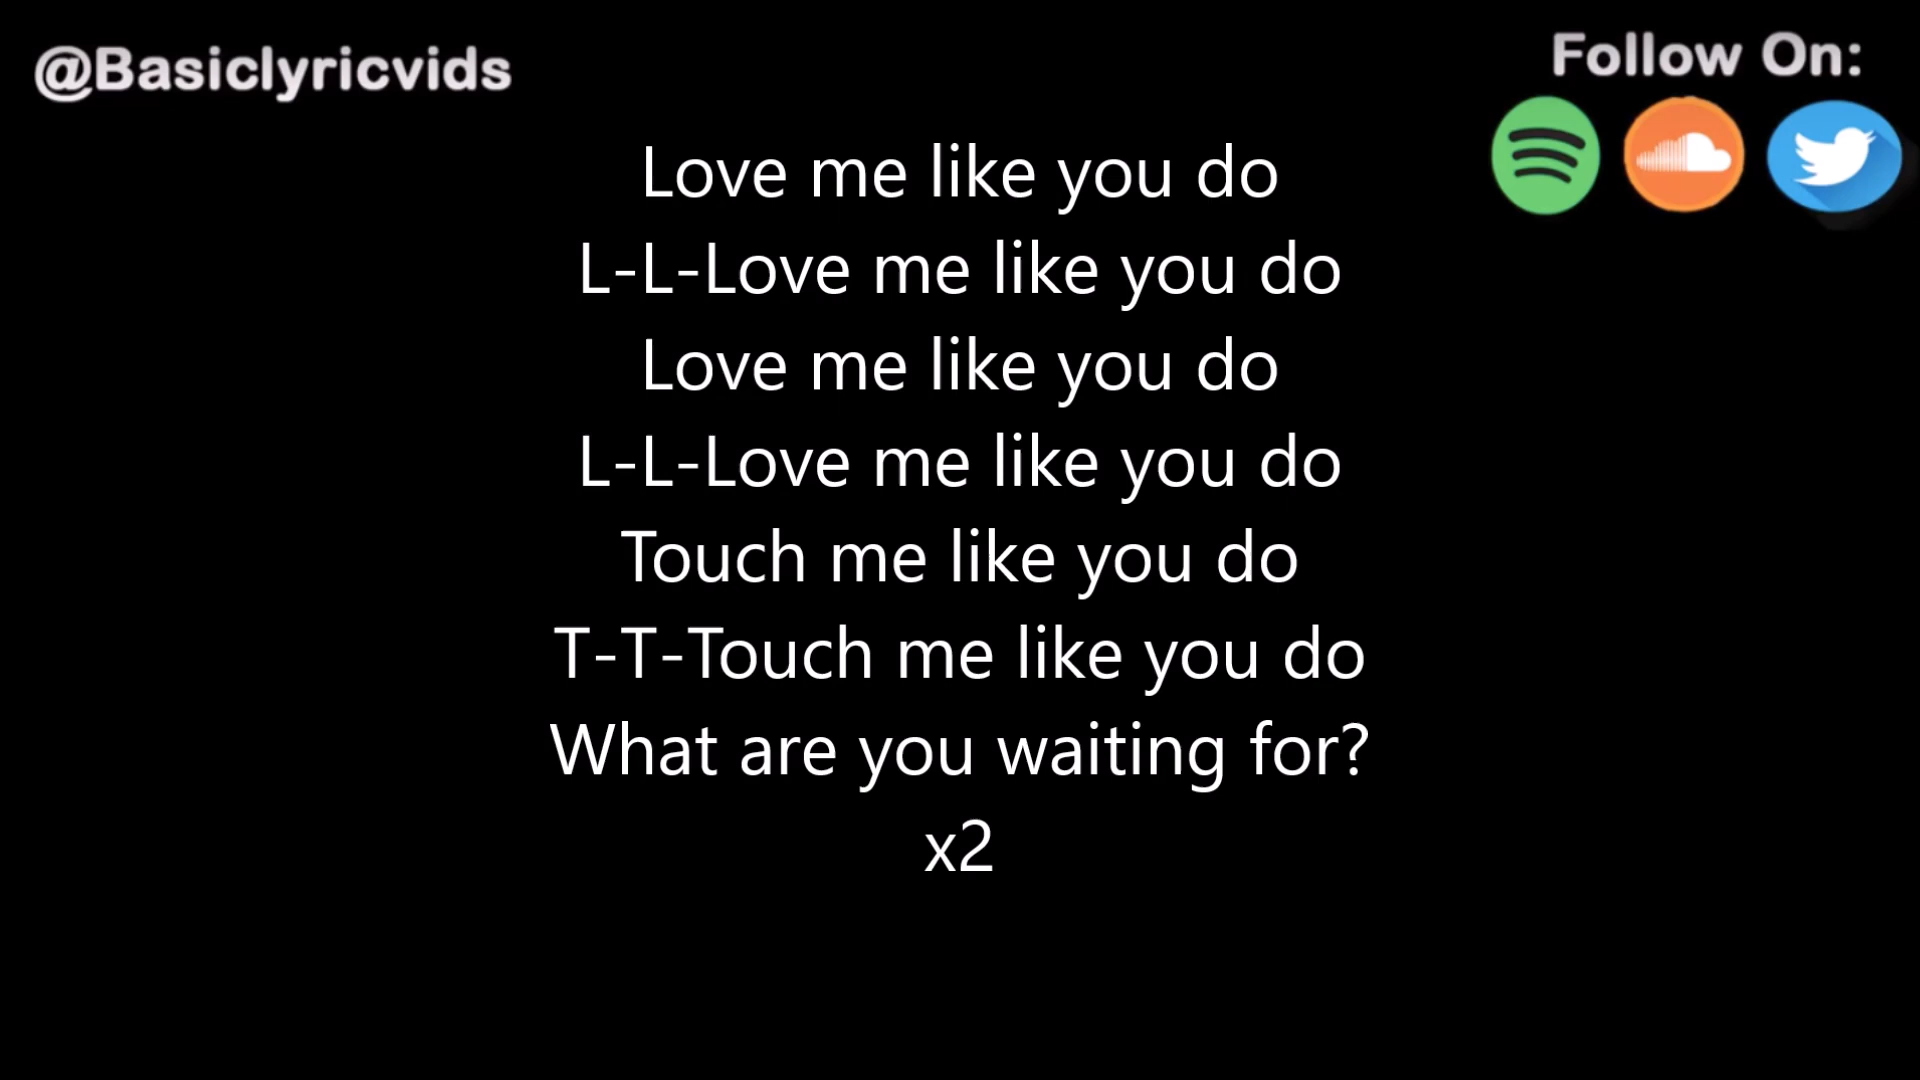 @Basiclyricvids
Follow On:
Love me like you do
L-L-Love me like you do
Love me like you do
L-L-Love me like you do
Touch me like you do
T-T-Touch me like you do
What are you waiting for?
x2